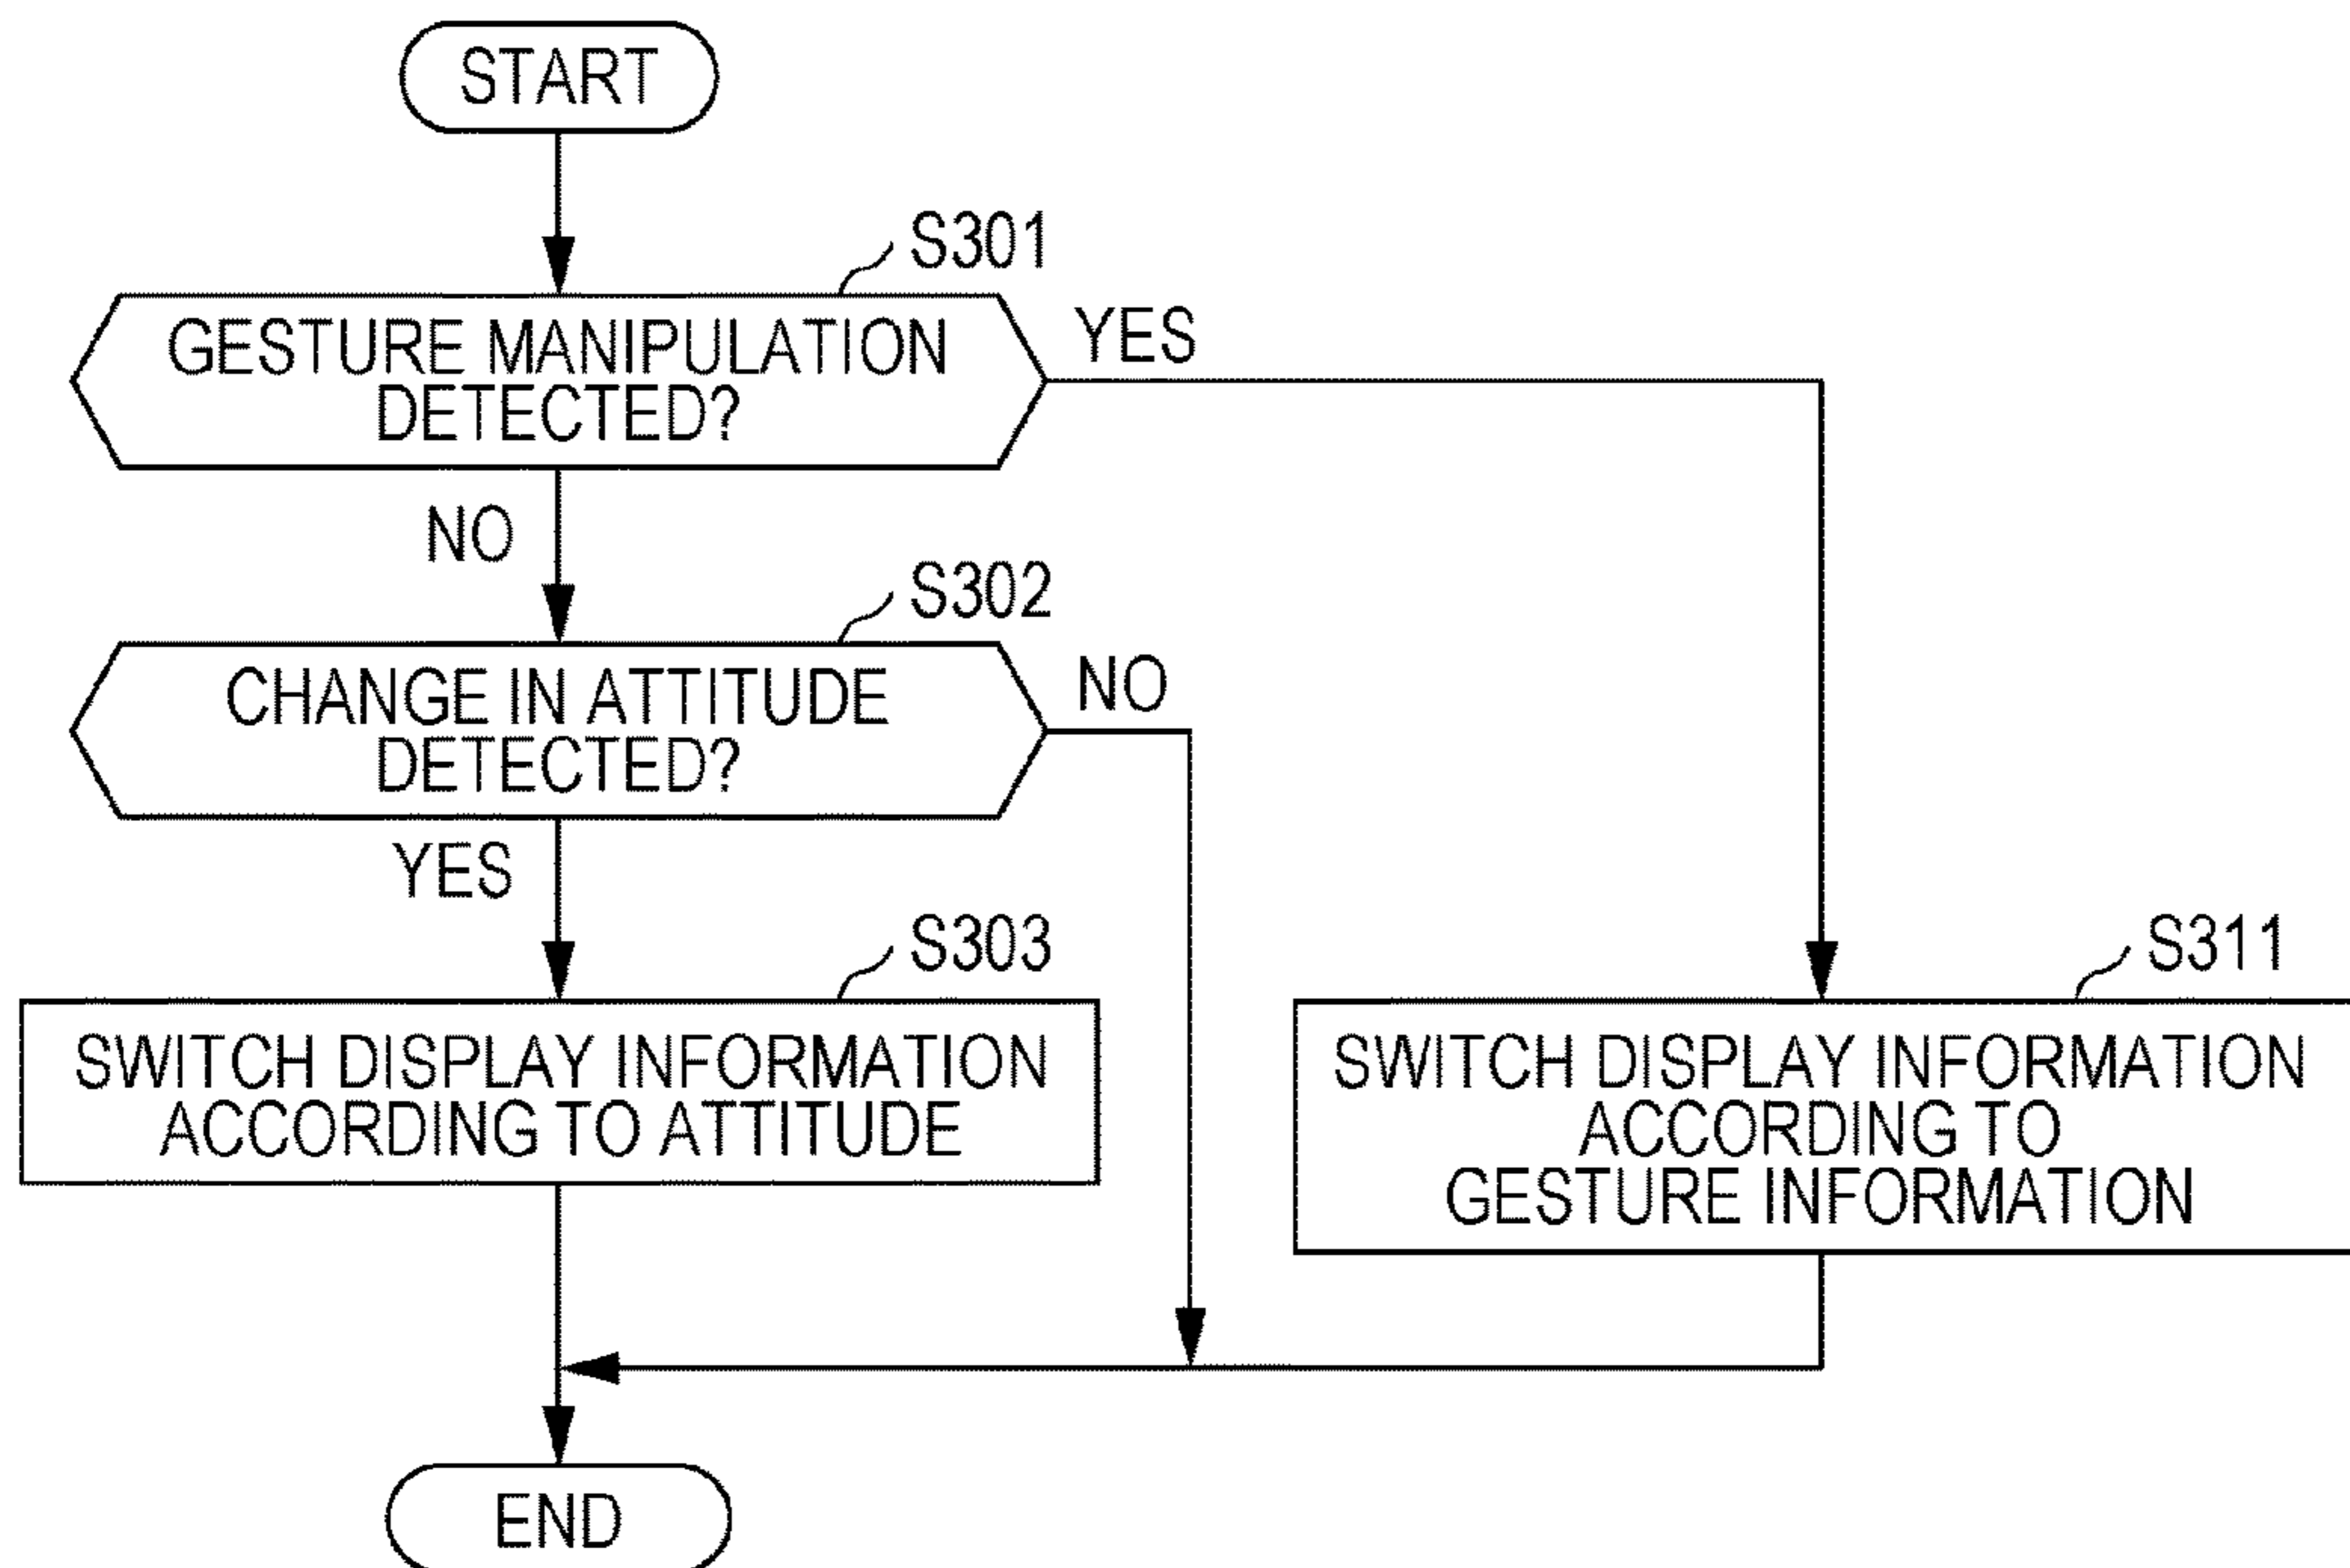 START
S301
GESTURE MANIPULATION
DETECTED?
YES
NO
S302
CHANGE IN ATTITUDE
DETECTED?
NO
YES
S303
SWITCH DISPLAY INFORMATION
ACCORDING TO ATTITUDE
S311
SWITCH DISPLAY INFORMATION
ACCORDING TO
GESTURE INFORMATION
END